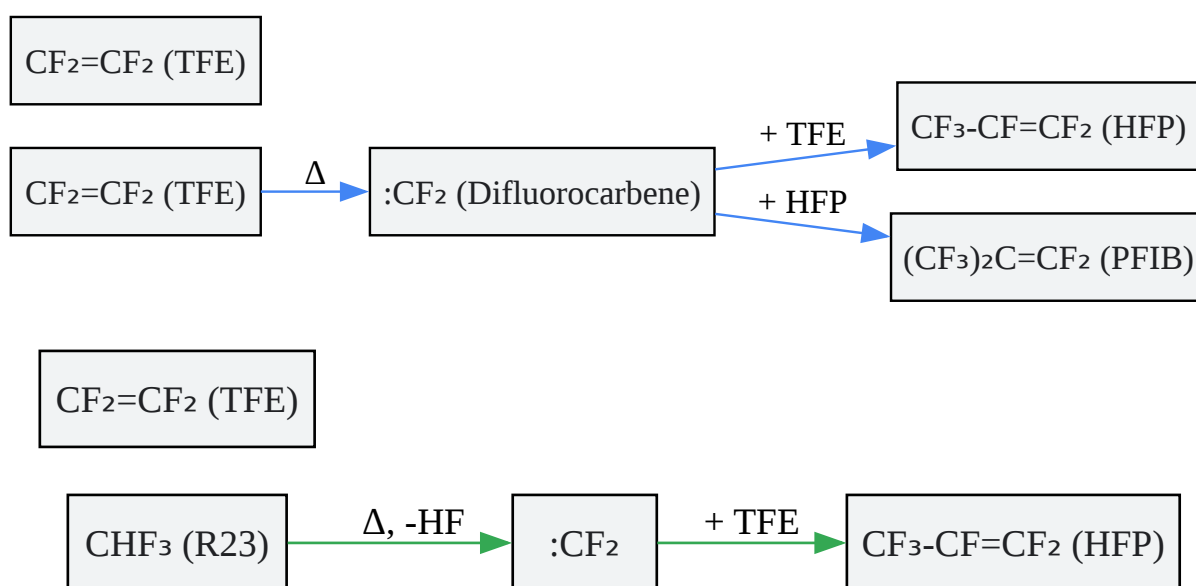 CF₂=CF₂ (TFE)
CF₂=CF₂ (TFE)
Δ
:CF₂ (Difluorocarbene)
+ TFE
CF₃-CF=CF₂ (HFP)
+ HFP
(CF₃)₂C=CF₂ (PFIB)
CF₂=CF₂ (TFE)
CHF₃ (R23)
Δ, -HF
:CF₂
+ TFE
CF₃-CF=CF₂ (HFP)